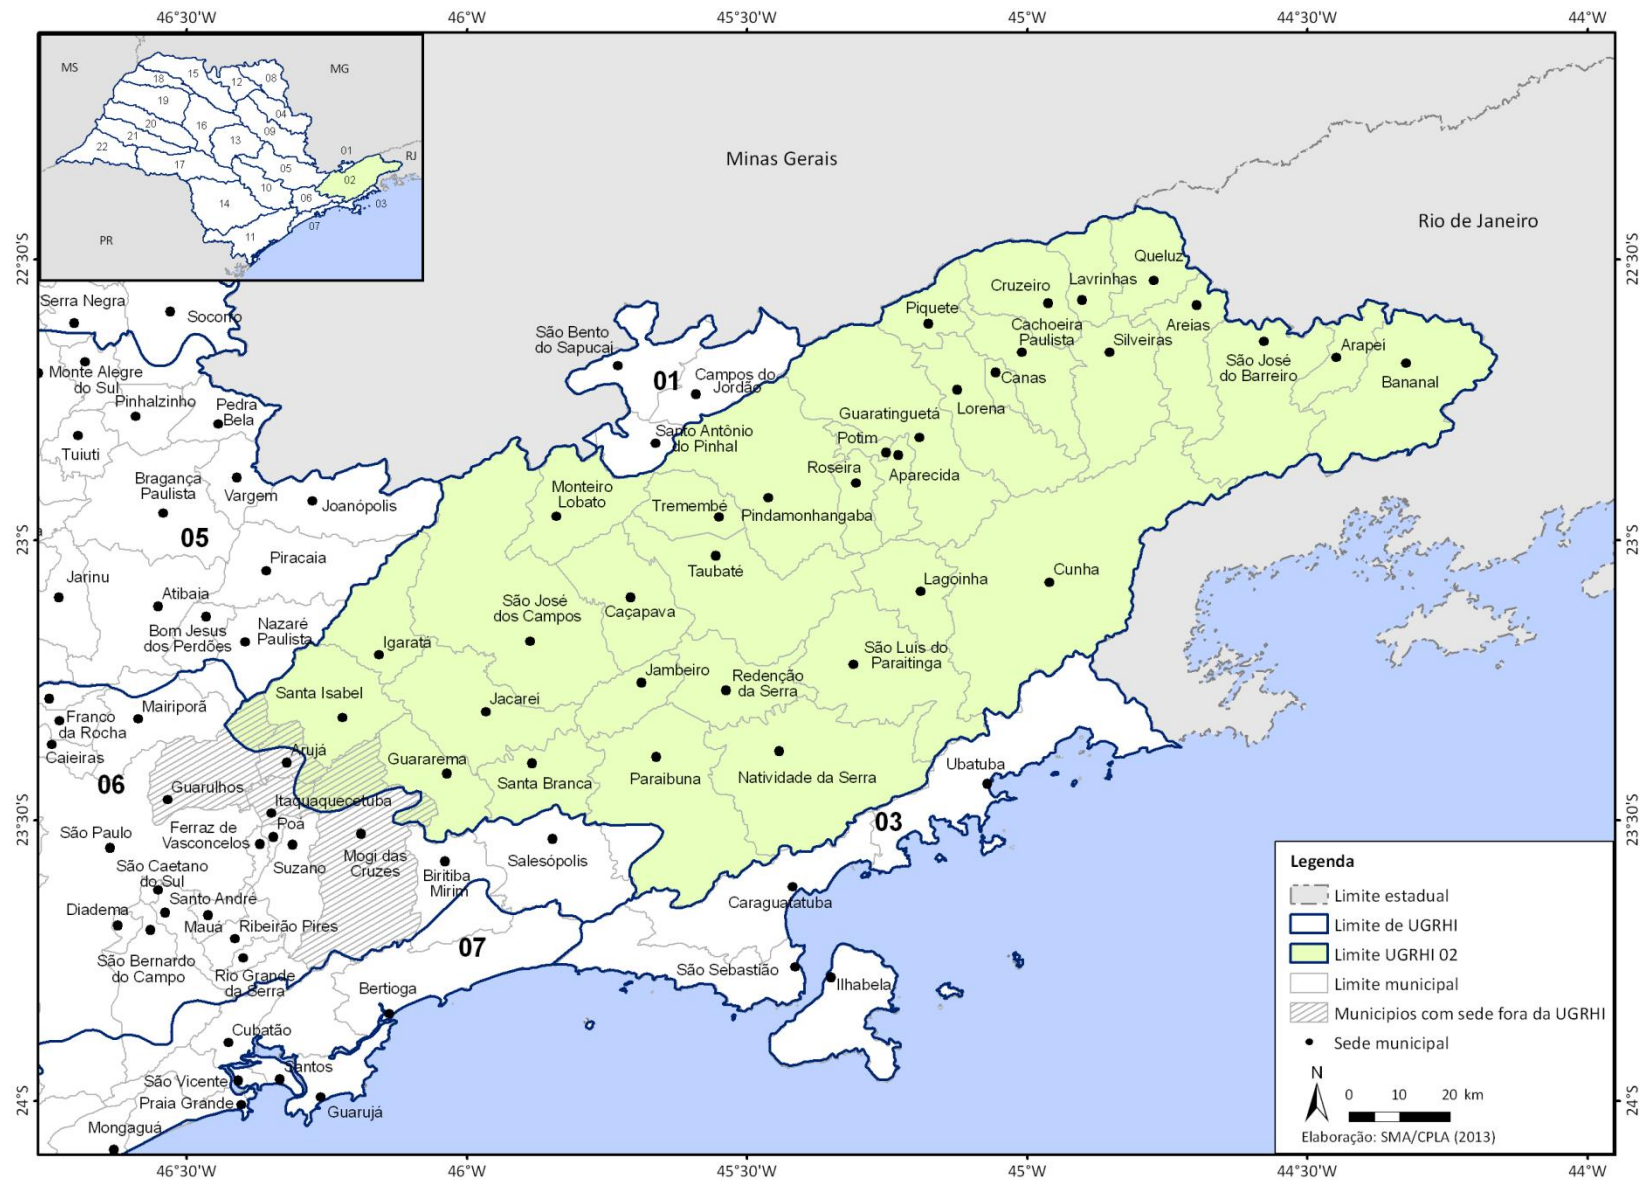 46°30'W
46°W
45°30'W
45°W
44°30'W
44°W
MS
MG
15
18
12
08
19
04
20
16
09
21
13
22
17
05
01
RJ
10
02
06
03
14
07
11
PR
Minas Gerais
Rio de Janeiro
22°30'S
22°30'S
Serra Negra
Socorro
São Bento
do Sapucaí
01
Campos do
Jordão
Santo Antônio
do Pinhal
Queluz
Lavrinhas
Cruzeiro
Piquete
Cachoeira
Paulista
Areias
Silveiras
São José
do Barreiro
Arapeí
Bananal
Canas
Lorena
Guaratinguetá
Potim
Roseira
Aparecida
Monte Alegre
do Sul
Pinhalzinho
Pedra
Bela
Tuiuti
Bragança
Paulista
Vargem
Joanópolis
05
Monteiro
Lobato
Tremembé
Pindamonhangaba
Taubaté
23°S
23°S
Piracaia
Jarinu
Atibaia
Bom Jesus
dos Perdões
Nazaré
Paulista
São José
dos Campos
Caçapava
Lagoinha
Cunha
Igaratá
São Luis do
Paraitinga
Jambeiro
Redenção
da Serra
Santa Isabel
Jacareí
Mairiporã
Franco
da Rocha
Caieiras
Arujá
Guararema
Santa Branca
Paraibuna
Natividade da Serra
Ubatuba
06
Guarulhos
Itaquaquecetuba
03
23°30'S
23°30'S
São Paulo
Ferraz de
Vasconcelos
Poá
Suzano
Mogi das
Cruzes
Biritiba
Mirim
Salesópolis
São Caetano
do Sul
Santo André
Diadema
Mauá
Ribeirão Pires
São Bernardo
do Campo
Rio Grande
da Serra
07
Caraguatatuba
São Sebastião
Ilhabela
Bertioga
Cubatão
Santos
São Vicente
Praia Grande
Guarujá
Mongaguá
24°S
24°S
Legenda
Limite estadual
Limite de UGRHI
Limite UGRHI 02
Limite municipal
Municipios com sede fora da UGRHI
Sede municipal
N
0 10 20 km
Elaboração: SMA/CPLA (2013)
46°30'W
46°W
45°30'W
45°W
44°30'W
44°W